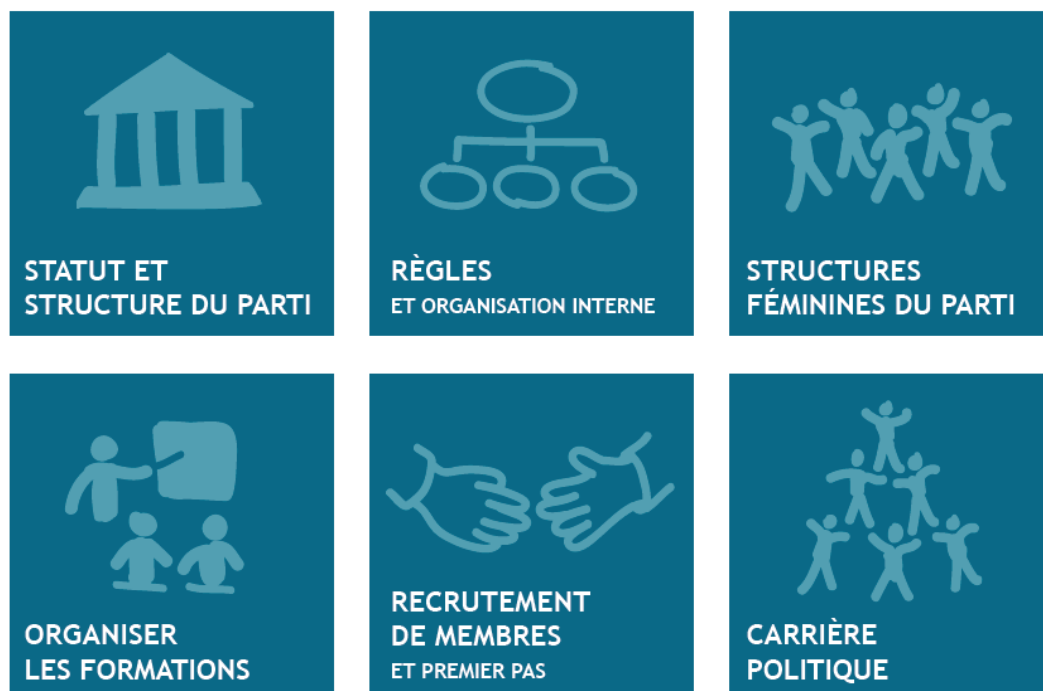 STATUT ET
STRUCTURE DU PARTI
RÈGLES
ET ORGANISATION INTERNE
STRUCTURES
FÉMININES DU PARTI
ORGANISER
LES FORMATIONS
RECRUTEMENT
DE MEMBRES
ET PREMIER PAS
CARRIÈRE
POLITIQUE